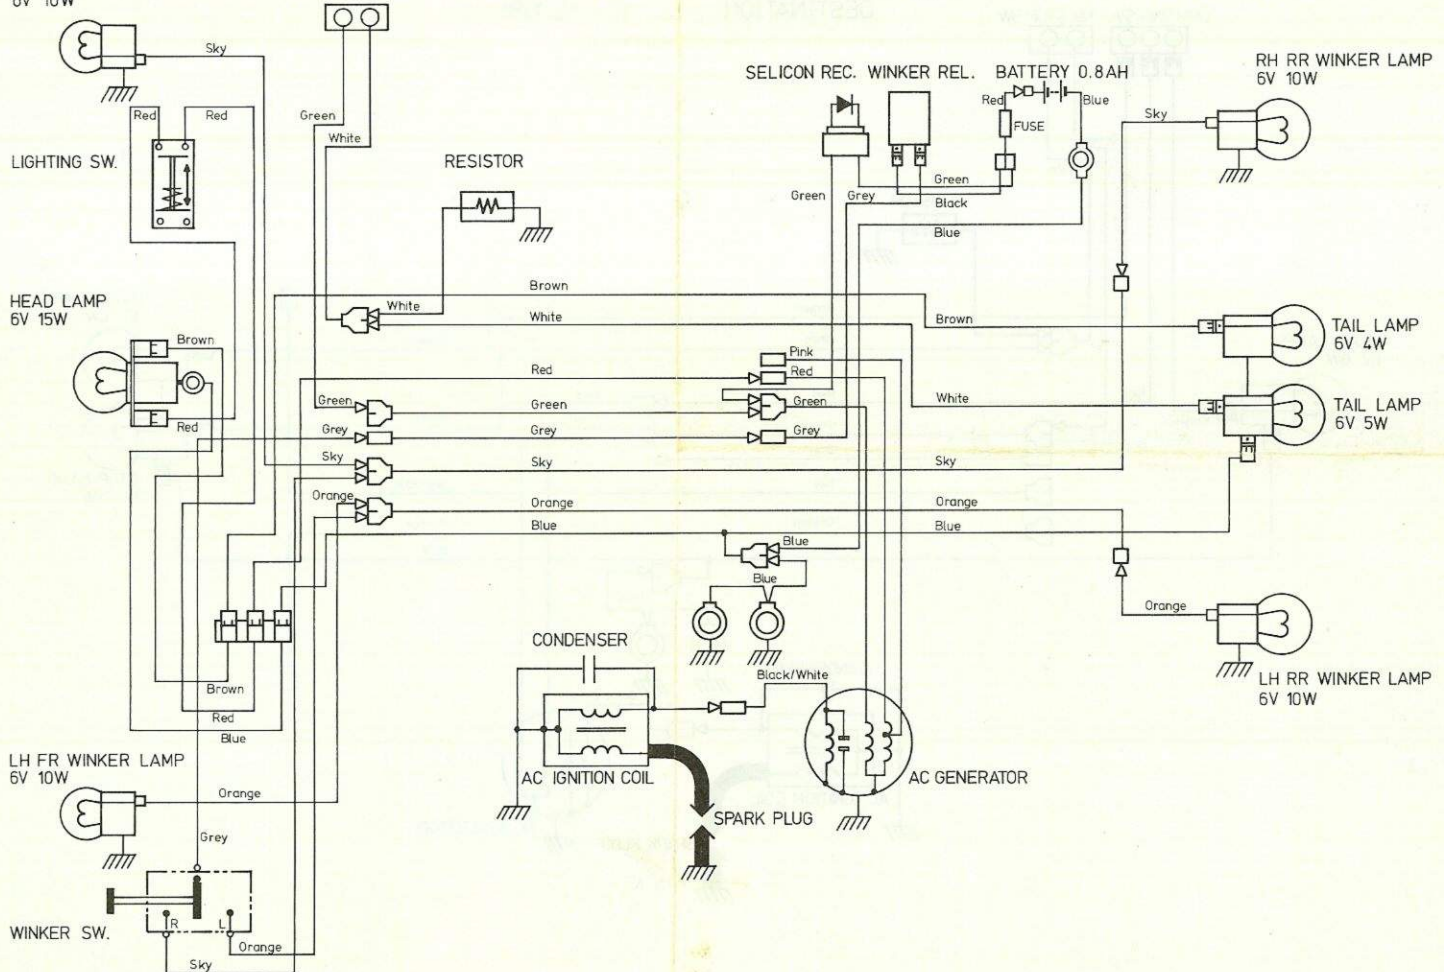 6V 10W
Sky
Red
Red
LIGHTING SW.
Green
White
RESISTOR
SELICON REC. WINKER REL. BATTERY 0.8AH
Red
Blue
FUSE
Green
Green
Grey
Black
Blue
RH RR WINKER LAMP
6V 10W
Sky
HEAD LAMP
6V 15W
Brown
Red
Brown
White
White
Brown
TAIL LAMP
6V 4W
Pink
Red
Red
Green
Green
Green
White
TAIL LAMP
6V 5W
Grey
Grey
Grey
Sky
Sky
Sky
Orange
Orange
Orange
Blue
Blue
Blue
Blue
Orange
LH RR WINKER LAMP
6V 10W
CONDENSER
Black/White
AC IGNITION COIL
AC GENERATOR
SPARK PLUG
Brown
Red
Blue
LH FR WINKER LAMP
6V 10W
Orange
Grey
WINKER SW.
R
L
Orange
Sky